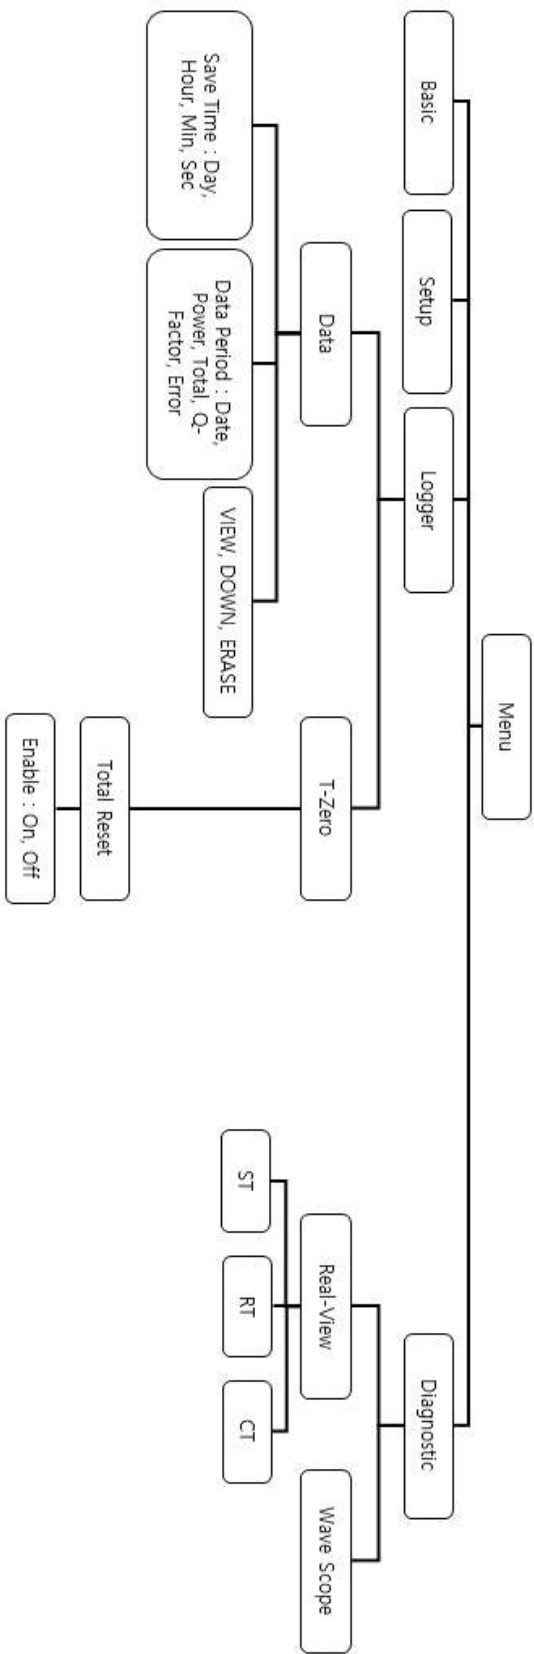 Menu
Basic
Setup
Logger
Diagnostic
Data
T-Zero
Real-View
Wave Scope
Save Time : Day,
Hour, Min, Sec
Data Period : Date,
Power, Total, Q-
Factor, Error
VIEW, DOWN, ERASE
Total Reset
Enable : On, Off
ST
RT
CT